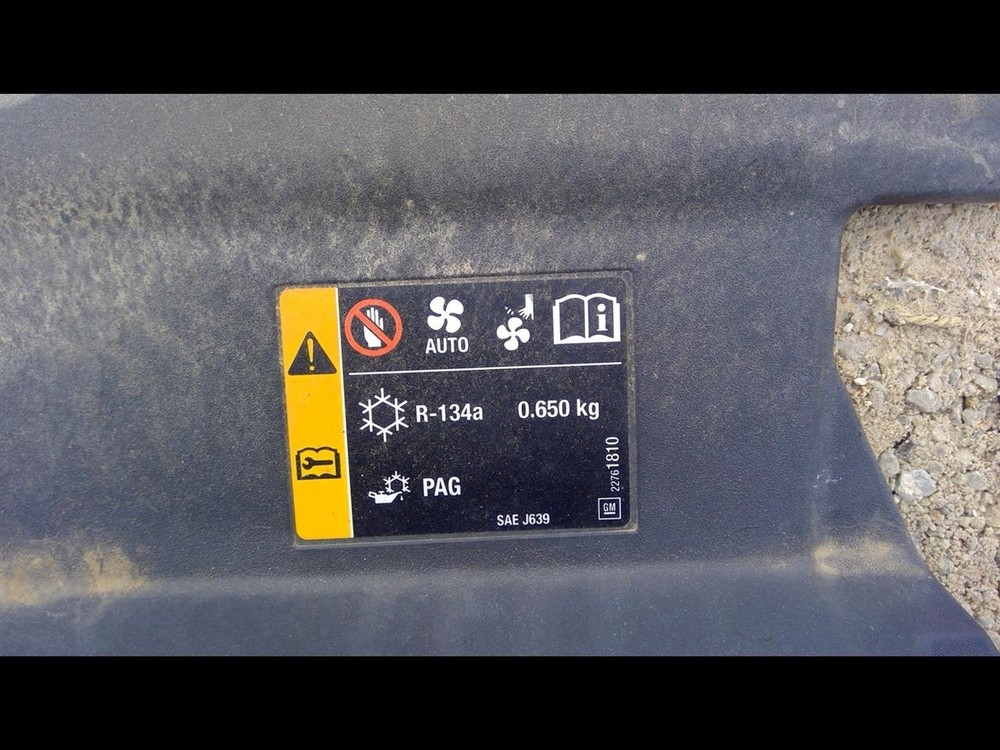 AUTO
R-134a 0.650 kg
PAG
SAE J639
22761810
GM